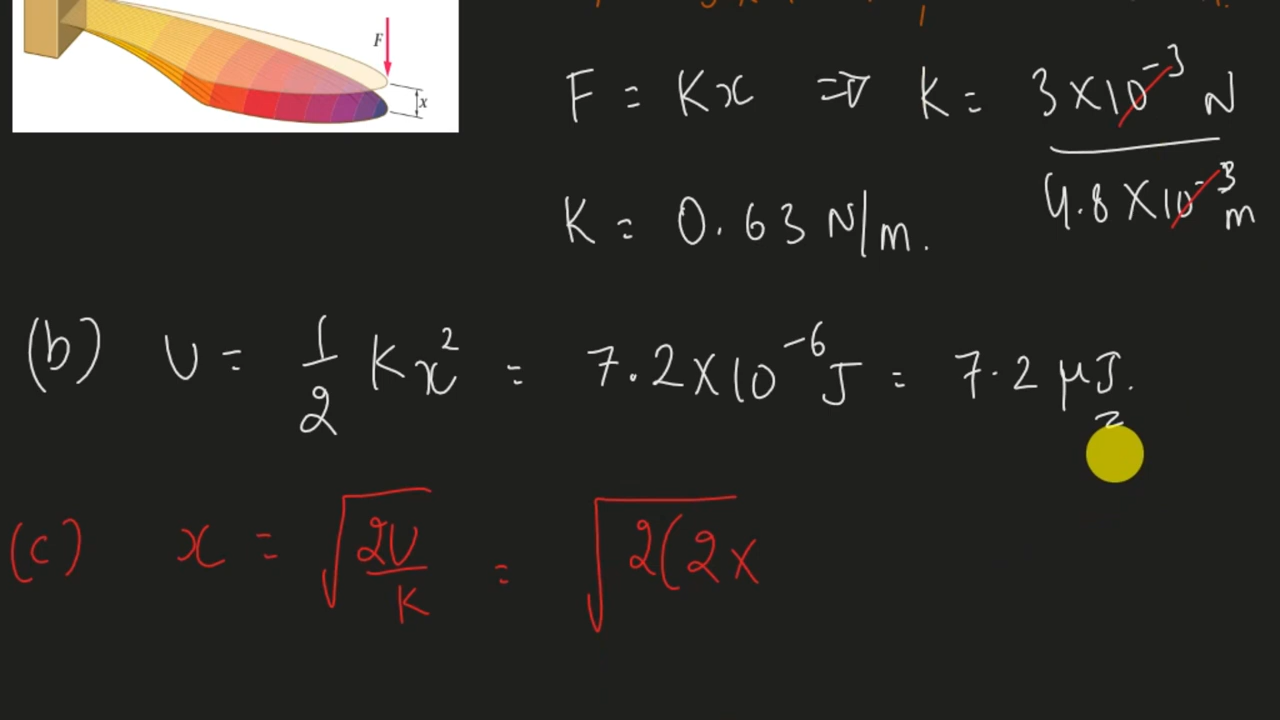 F
x
F = Kx ⇒ K = 3×10⁻³ N / 4.8×10⁻³ m
K = 0.63 N/m.
(b) U = 1/2 Kx² = 7.2×10⁻⁶ J = 7.2 μJ.
(c) x = √(2U/K) = √2(2×